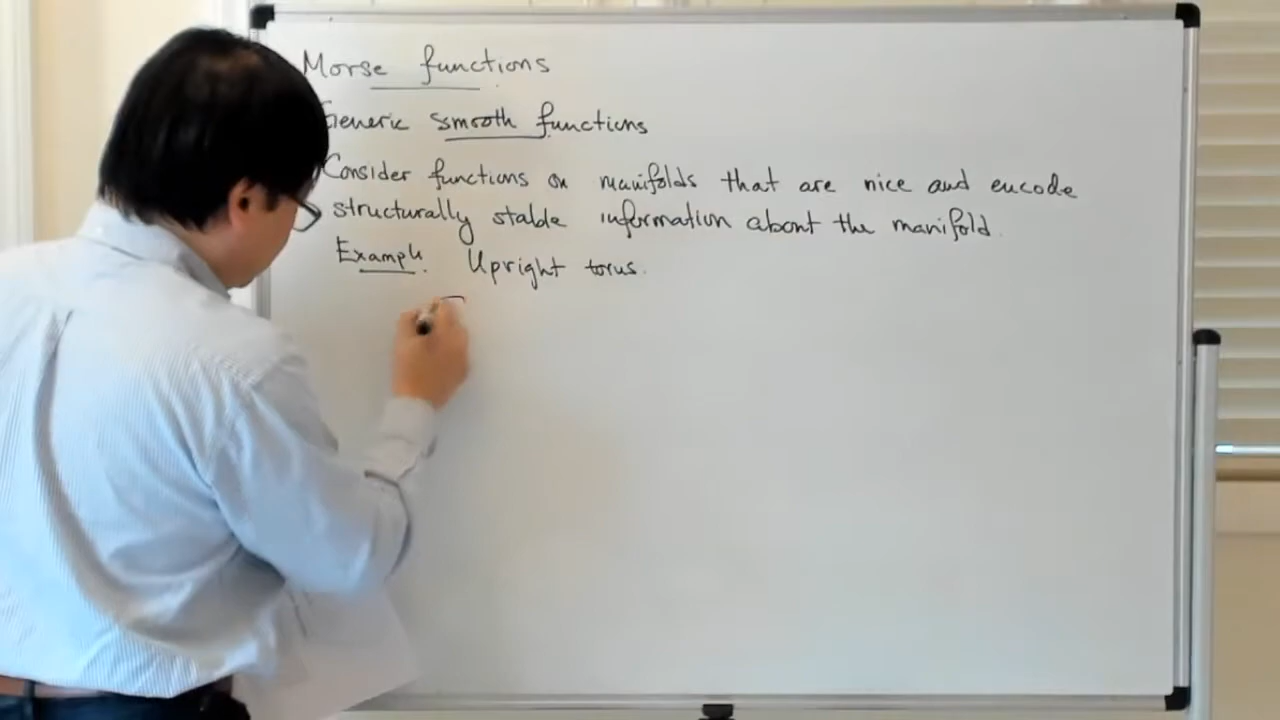 Morse functions
Generic smooth functions
Consider functions on manifolds that are nice and encode
structurally stable information about the manifold.
Example. Upright torus.